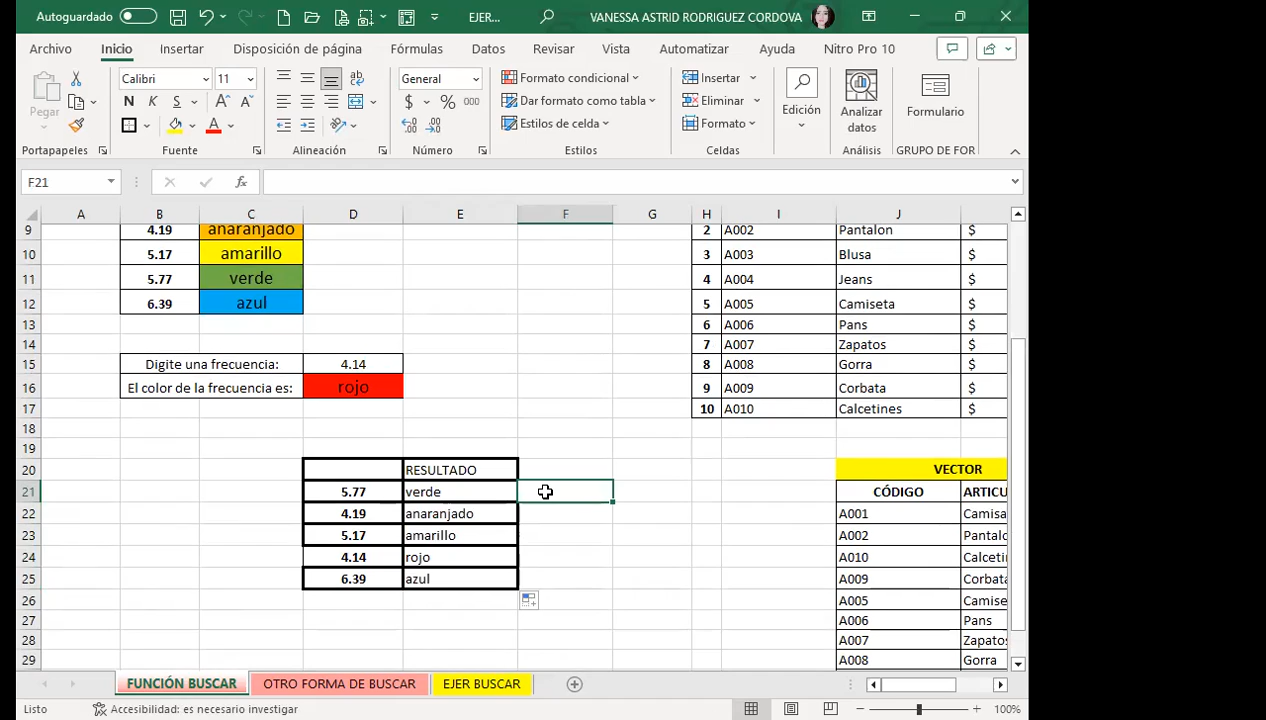 Autoguardado EJER... VANESSA ASTRID RODRIGUEZ CORDOVA
Archivo Inicio Insertar Disposición de página Fórmulas Datos Revisar Vista Automatizar Ayuda Nitro Pro 10
Pegar Calibri 11 General Formato condicional Insertar Edición Analizar datos Formulario
N K S $ % 000 Dar formato como tabla Eliminar
Estilos de celda Formato
Portapapeles Fuente Alineación Número Estilos Celdas Análisis GRUPO DE FOR
F21 fx
A B C D E F G H I J
9 4.19 anaranjado 2 A002 Pantalon $
10 5.17 amarillo 3 A003 Blusa $
11 5.77 verde 4 A004 Jeans $
12 6.39 azul 5 A005 Camiseta $
13 6 A006 Pans $
14 7 A007 Zapatos $
15 Digite una frecuencia: 4.14 8 A008 Gorra $
16 El color de la frecuencia es: rojo 9 A009 Corbata $
17 10 A010 Calcetines $
18
19
20 RESULTADO VECTOR
21 5.77 verde CÓDIGO ARTICU
22 4.19 anaranjado A001 Camisa
23 5.17 amarillo A002 Pantalo
24 4.14 rojo A010 Calcetin
25 6.39 azul A009 Corbata
26 A005 Camise
27 A006 Pans
28 A007 Zapatos
29 A008 Gorra
FUNCIÓN BUSCAR OTRO FORMA DE BUSCAR EJER BUSCAR
Listo Accesibilidad: es necesario investigar 100%